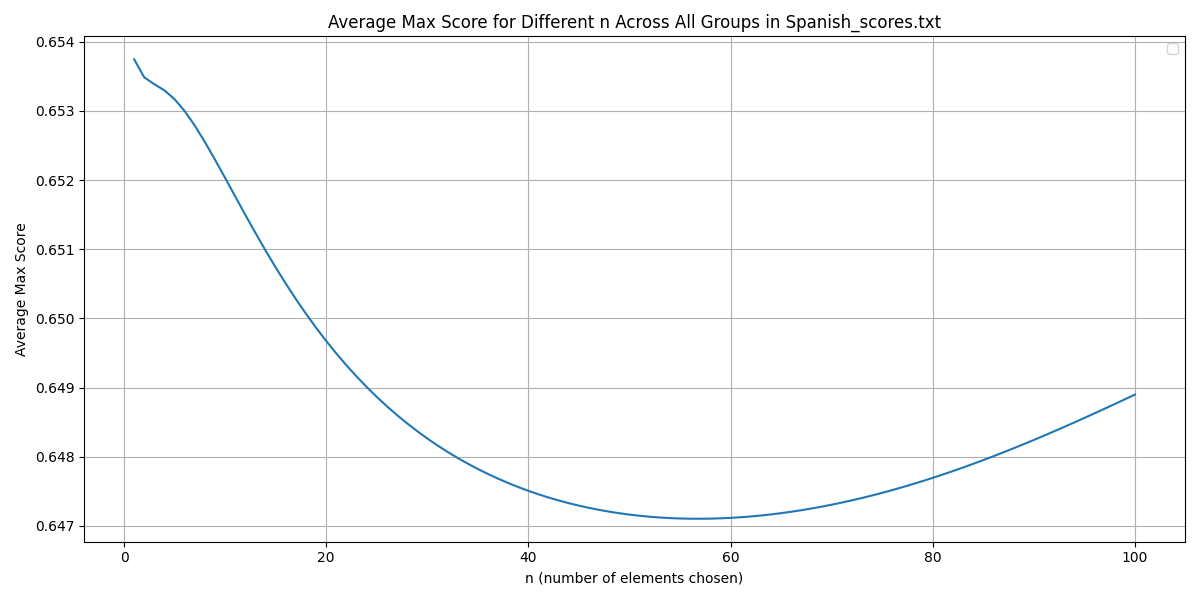 Average Max Score for Different n Across All Groups in Spanish_scores.txt
Average Max Score
0.654
0.653
0.652
0.651
0.650
0.649
0.648
0.647
0 20 40 60 80 100
n (number of elements chosen)